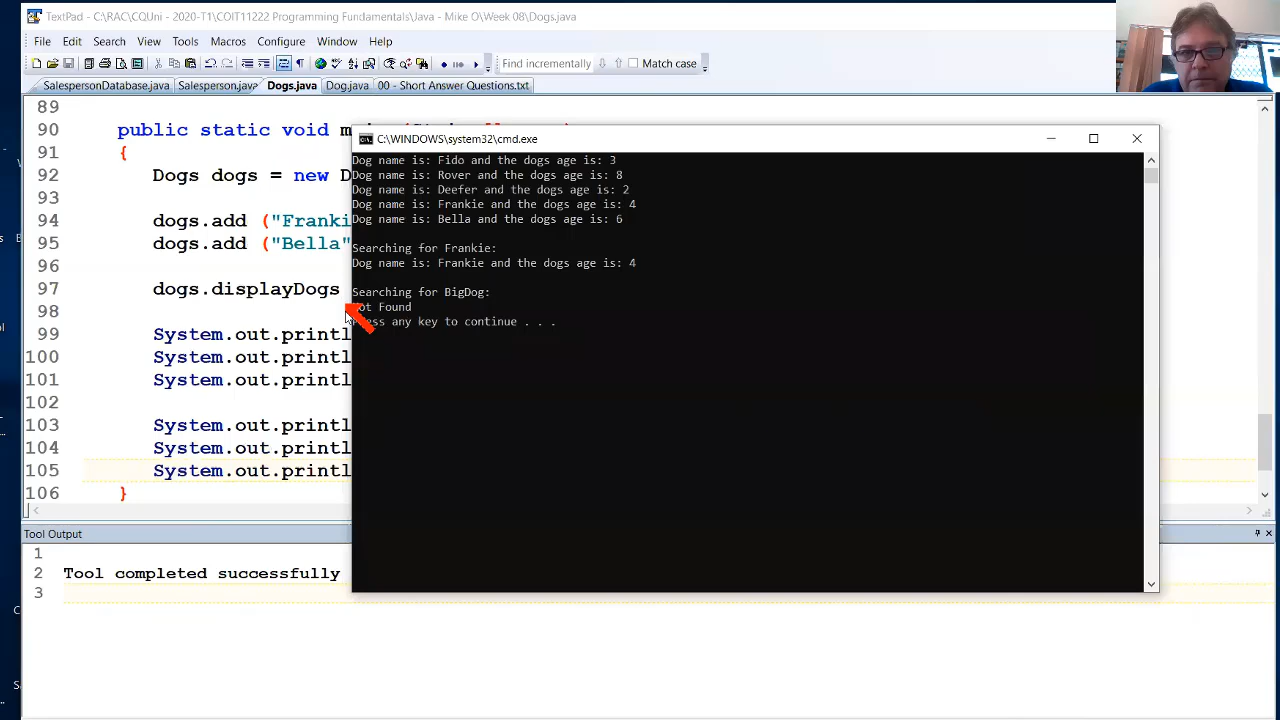 TextPad - C:\RAC\CQUni - 2020-T1\COIT11222 Programming Fundamentals\Java - Mike O\Week 08\Dogs.java
File Edit Search View Tools Macros Configure Window Help
Find incrementally Match case
SalespersonDatabase.java Salesperson.java Dogs.java Dog.java 00 - Short Answer Questions.txt
89
90 public static void
91 {
92 Dogs dogs = new
93
94 dogs.add ("Franki
95 dogs.add ("Bella"
96
97 dogs.displayDogs
98
99 System.out.printl
100 System.out.printl
101 System.out.printl
102
103 System.out.printl
104 System.out.printl
105 System.out.printl
106 }
C:\WINDOWS\system32\cmd.exe
Dog name is: Fido and the dogs age is: 3
Dog name is: Rover and the dogs age is: 8
Dog name is: Deefer and the dogs age is: 2
Dog name is: Frankie and the dogs age is: 4
Dog name is: Bella and the dogs age is: 6
Searching for Frankie:
Dog name is: Frankie and the dogs age is: 4
Searching for BigDog:
Not Found
Press any key to continue . . .
Tool Output
1
2 Tool completed successfully
3